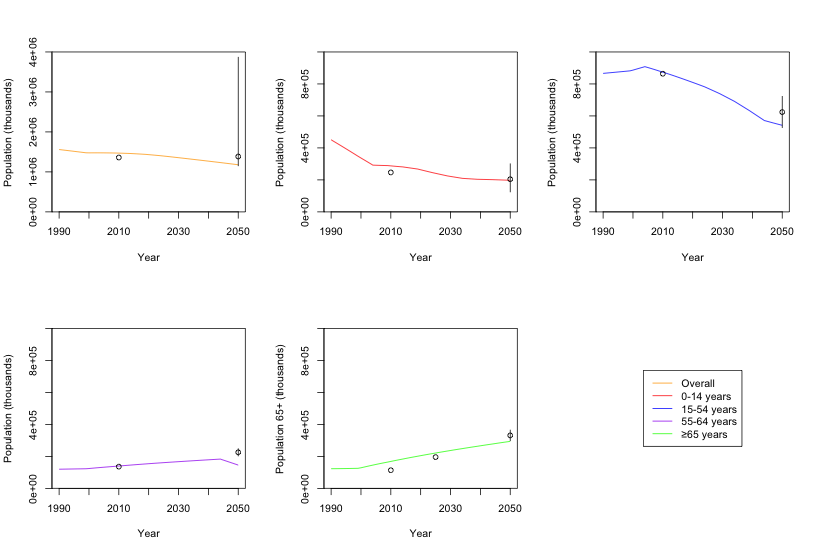 Population (thousands)
4e+06
3e+06
2e+06
1e+06
0e+00
1990 2010 2030 2050
Year
Population (thousands)
8e+05
4e+05
0e+00
1990 2010 2030 2050
Year
Population (thousands)
8e+05
4e+05
0e+00
1990 2010 2030 2050
Year
Population (thousands)
8e+05
4e+05
0e+00
1990 2010 2030 2050
Year
Population 65+ (thousands)
8e+05
4e+05
0e+00
1990 2010 2030 2050
Year
Overall
0-14 years
15-54 years
55-64 years
≥65 years